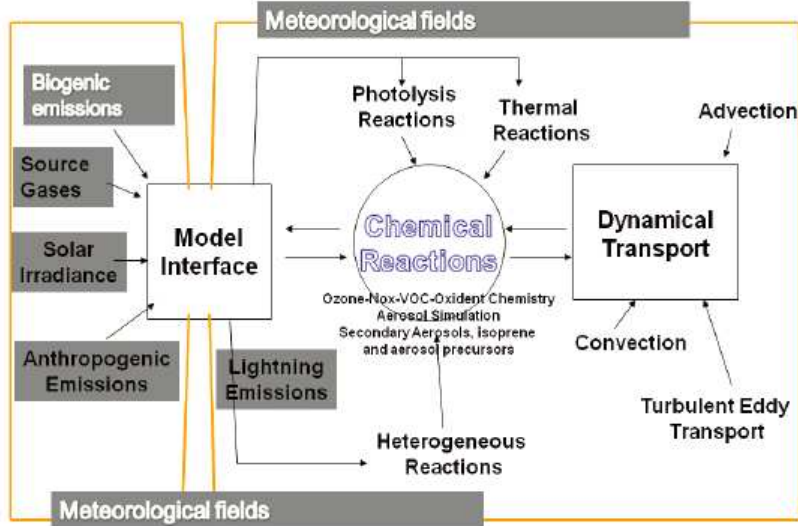 Meteorological fields
Biogenic
emissions
Photolysis
Reactions
Thermal
Reactions
Advection
Source
Gases
Model
Interface
Chemical
Reactions
Dynamical
Transport
Solar
Irradiance
Ozone-Nox-VOC-Oxident Chemistry
Aerosol Simulation
Secondary Aerosols, isoprene
and aerosol precursors
Anthropogenic
Emissions
Lightning
Emissions
Convection
Turbulent Eddy
Transport
Heterogeneous
Reactions
Meteorological fields